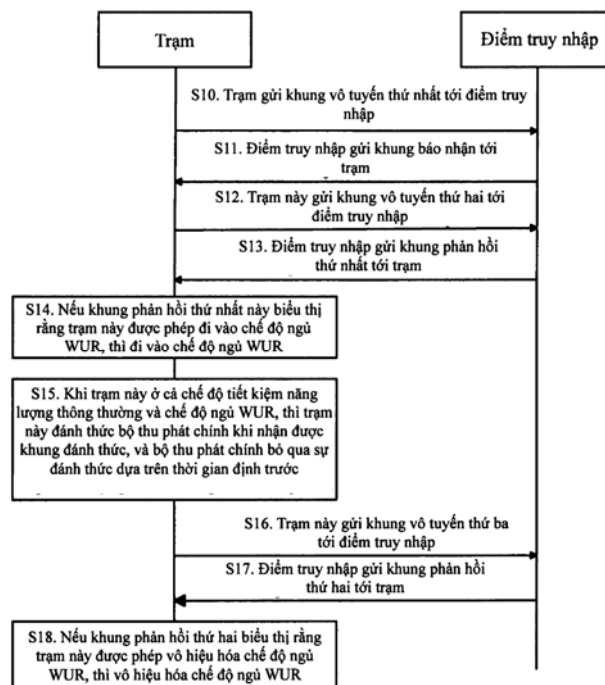 Trạm
Điểm truy nhập
S10. Trạm gửi khung vô tuyến thứ nhất tới điểm truy
nhập
S11. Điểm truy nhập gửi khung báo nhận tới
trạm
S12. Trạm này gửi khung vô tuyến thứ hai tới
điểm truy nhập
S13. Điểm truy nhập gửi khung phản hồi
thứ nhất tới trạm
S14. Nếu khung phản hồi thứ nhất này biểu thị
rằng trạm này được phép đi vào chế độ ngủ
WUR, thì đi vào chế độ ngủ WUR
S15. Khi trạm này ở cả chế độ tiết kiệm năng
lượng thông thường và chế độ ngủ WUR, thì trạm
này đánh thức bộ thu phát chính khi nhận được
khung đánh thức, và bộ thu phát chính bỏ qua sự
đánh thức dựa trên thời gian định trước
S16. Trạm này gửi khung vô tuyến thứ ba
tới điểm truy nhập
S17. Điểm truy nhập gửi khung phản hồi
thứ hai tới trạm
S18. Nếu khung phản hồi thứ hai biểu thị rằng
trạm này được phép vô hiệu hóa chế độ ngủ
WUR, thì vô hiệu hóa chế độ ngủ WUR